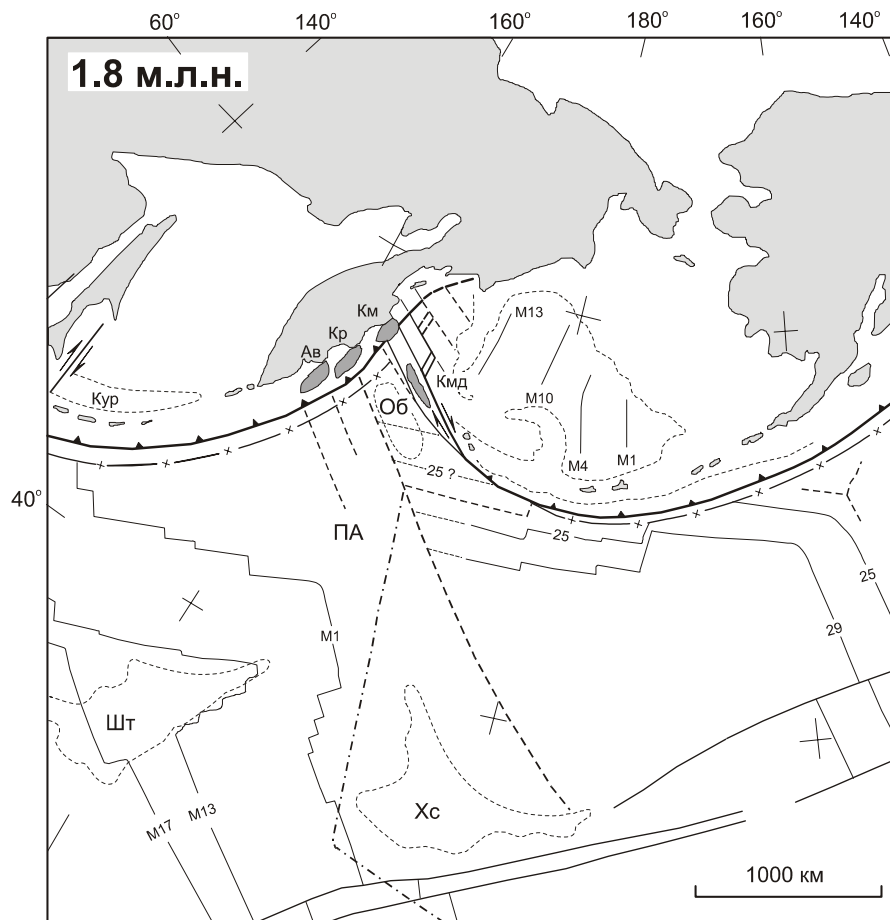 60° 140° 160° 180° 160° 140°
1.8 м.л.н.
Км
М13
Кр
Ав
Кмд
Кур
Об
М10
М4 М1
25 ?
40°
ПА
25
25
М1
29
Шт
Хс
М17 М13
1000 км